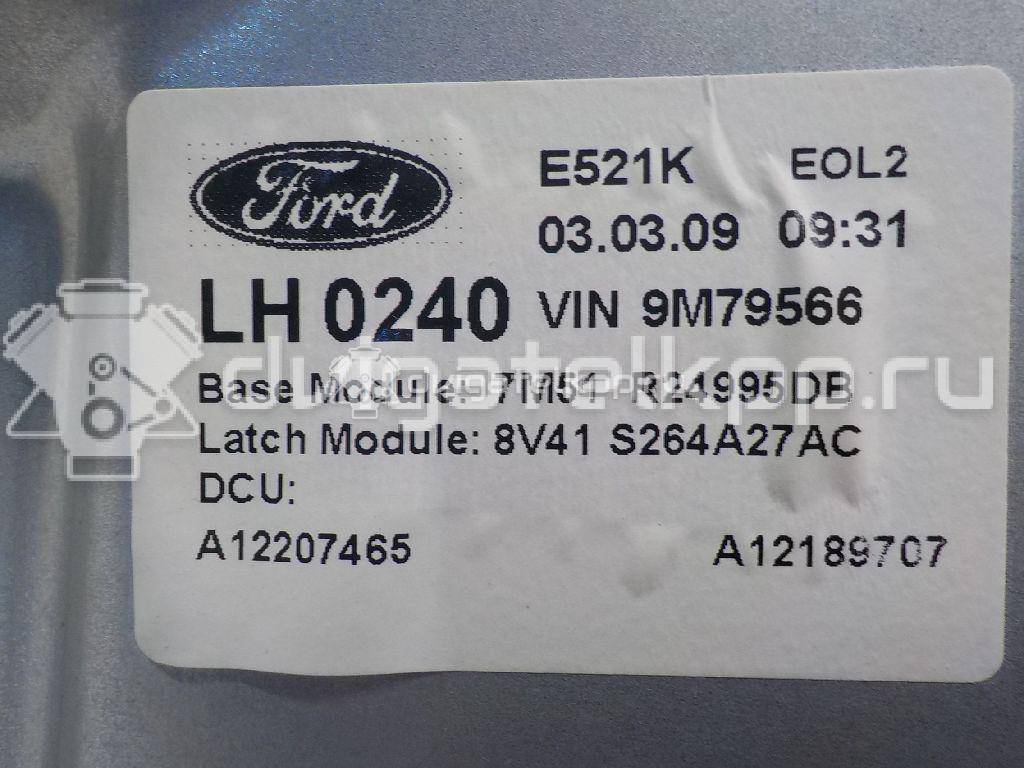 Ford
E521K EOL2
03.03.09 09:31
LH 0240 VIN 9M79566
dvigatelkpp.ru
Base Module: 7M51 R24995DB
Latch Module: 8V41 S264A27AC
DCU:
A12207465 A12189707